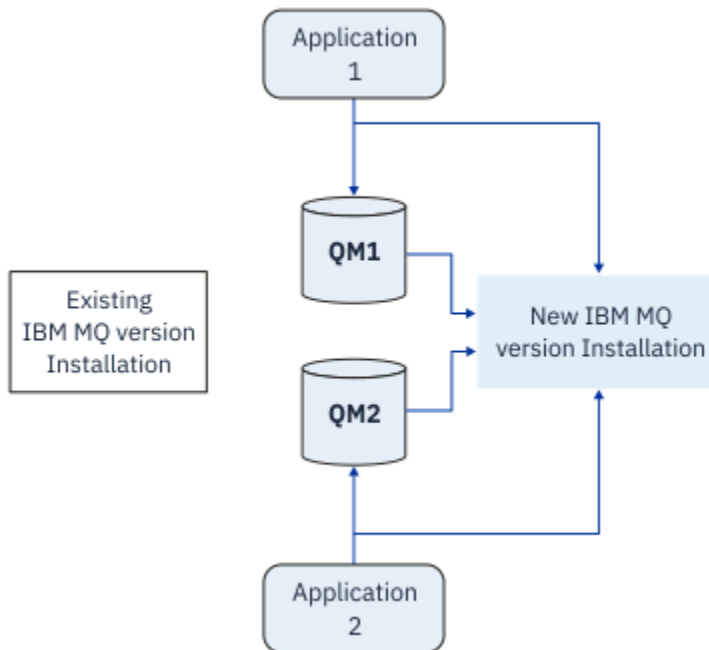 Application
1
QM1
Existing
IBM MQ version
Installation
New IBM MQ
version Installation
QM2
Application
2